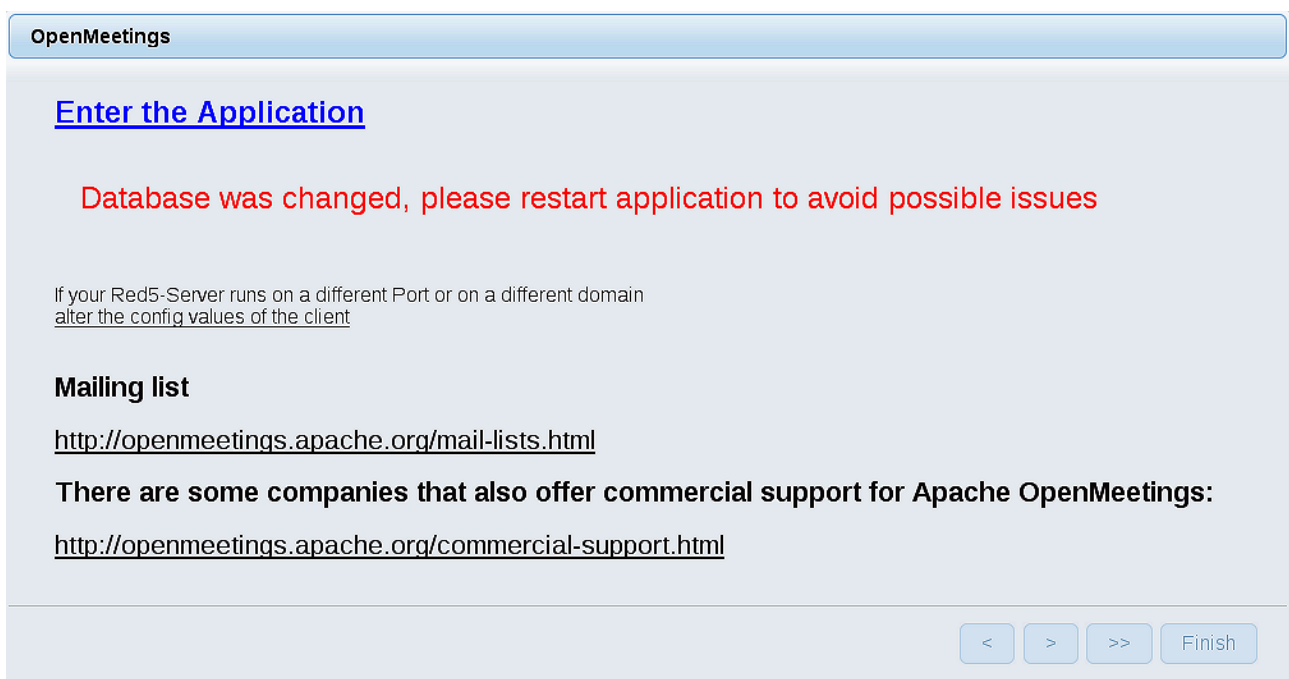 OpenMeetings
Enter the Application
Database was changed, please restart application to avoid possible issues
If your Red5-Server runs on a different Port or on a different domain
alter the config values of the client
Mailing list
http://openmeetings.apache.org/mail-lists.html
There are some companies that also offer commercial support for Apache OpenMeetings:
http://openmeetings.apache.org/commercial-support.html
< > >> Finish